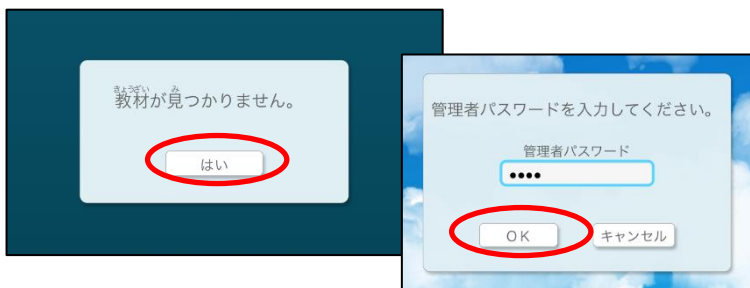 きょうざい み
教材が見つかりません。
はい
管理者パスワードを入力してください。
管理者パスワード
••••
OK キャンセル